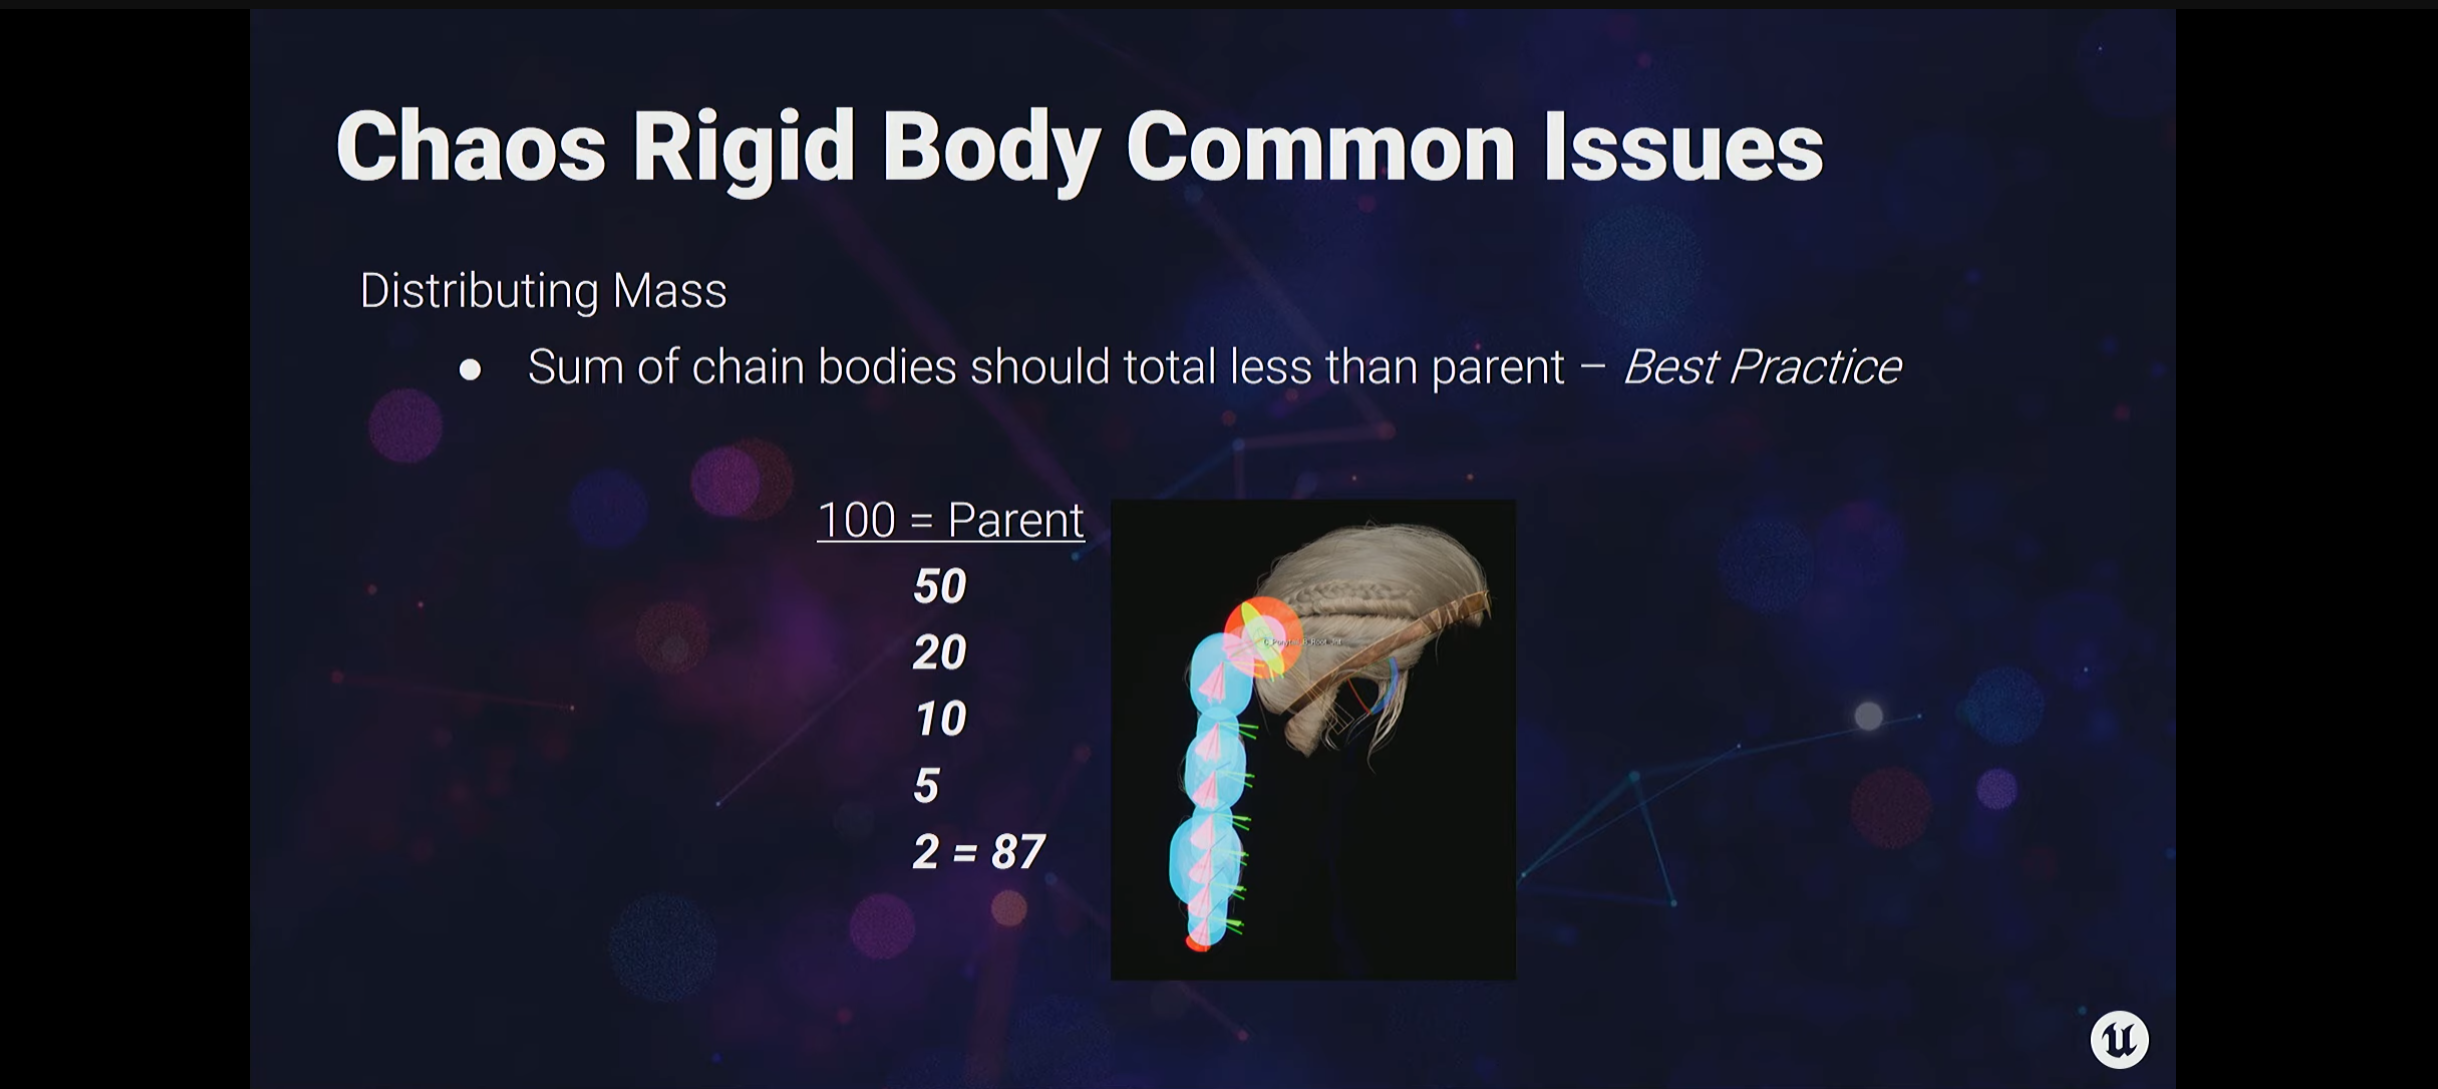 Chaos Rigid Body Common Issues
Distributing Mass
● Sum of chain bodies should total less than parent – Best Practice
100 = Parent
50
20
10
5
2 = 87